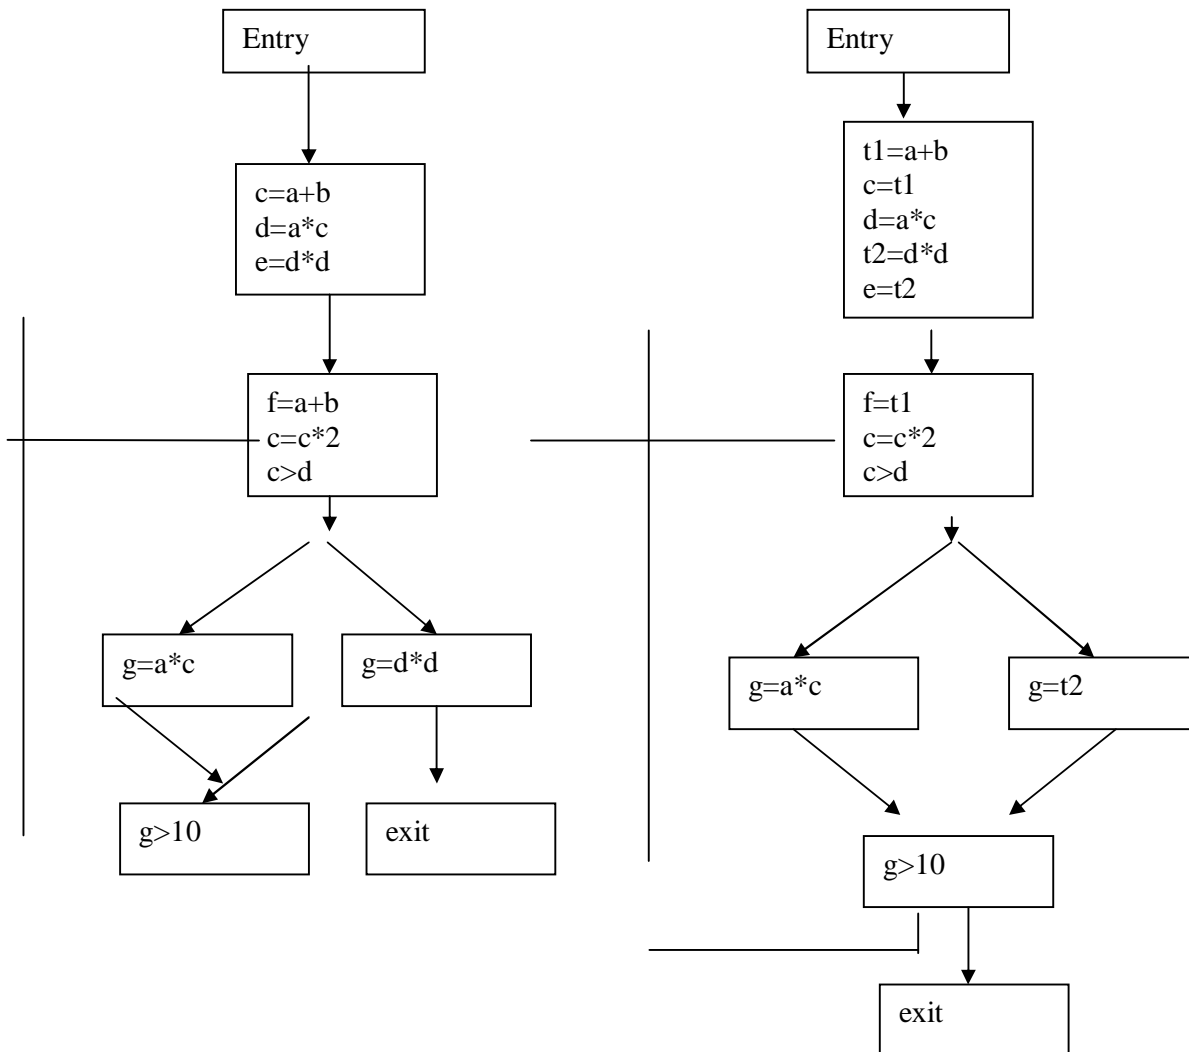 Entry
c=a+b
d=a*c
e=d*d
f=a+b
c=c*2
c>d
g=a*c
g=d*d
g>10
exit
Entry
t1=a+b
c=t1
d=a*c
t2=d*d
e=t2
f=t1
c=c*2
c>d
g=a*c
g=t2
g>10
exit